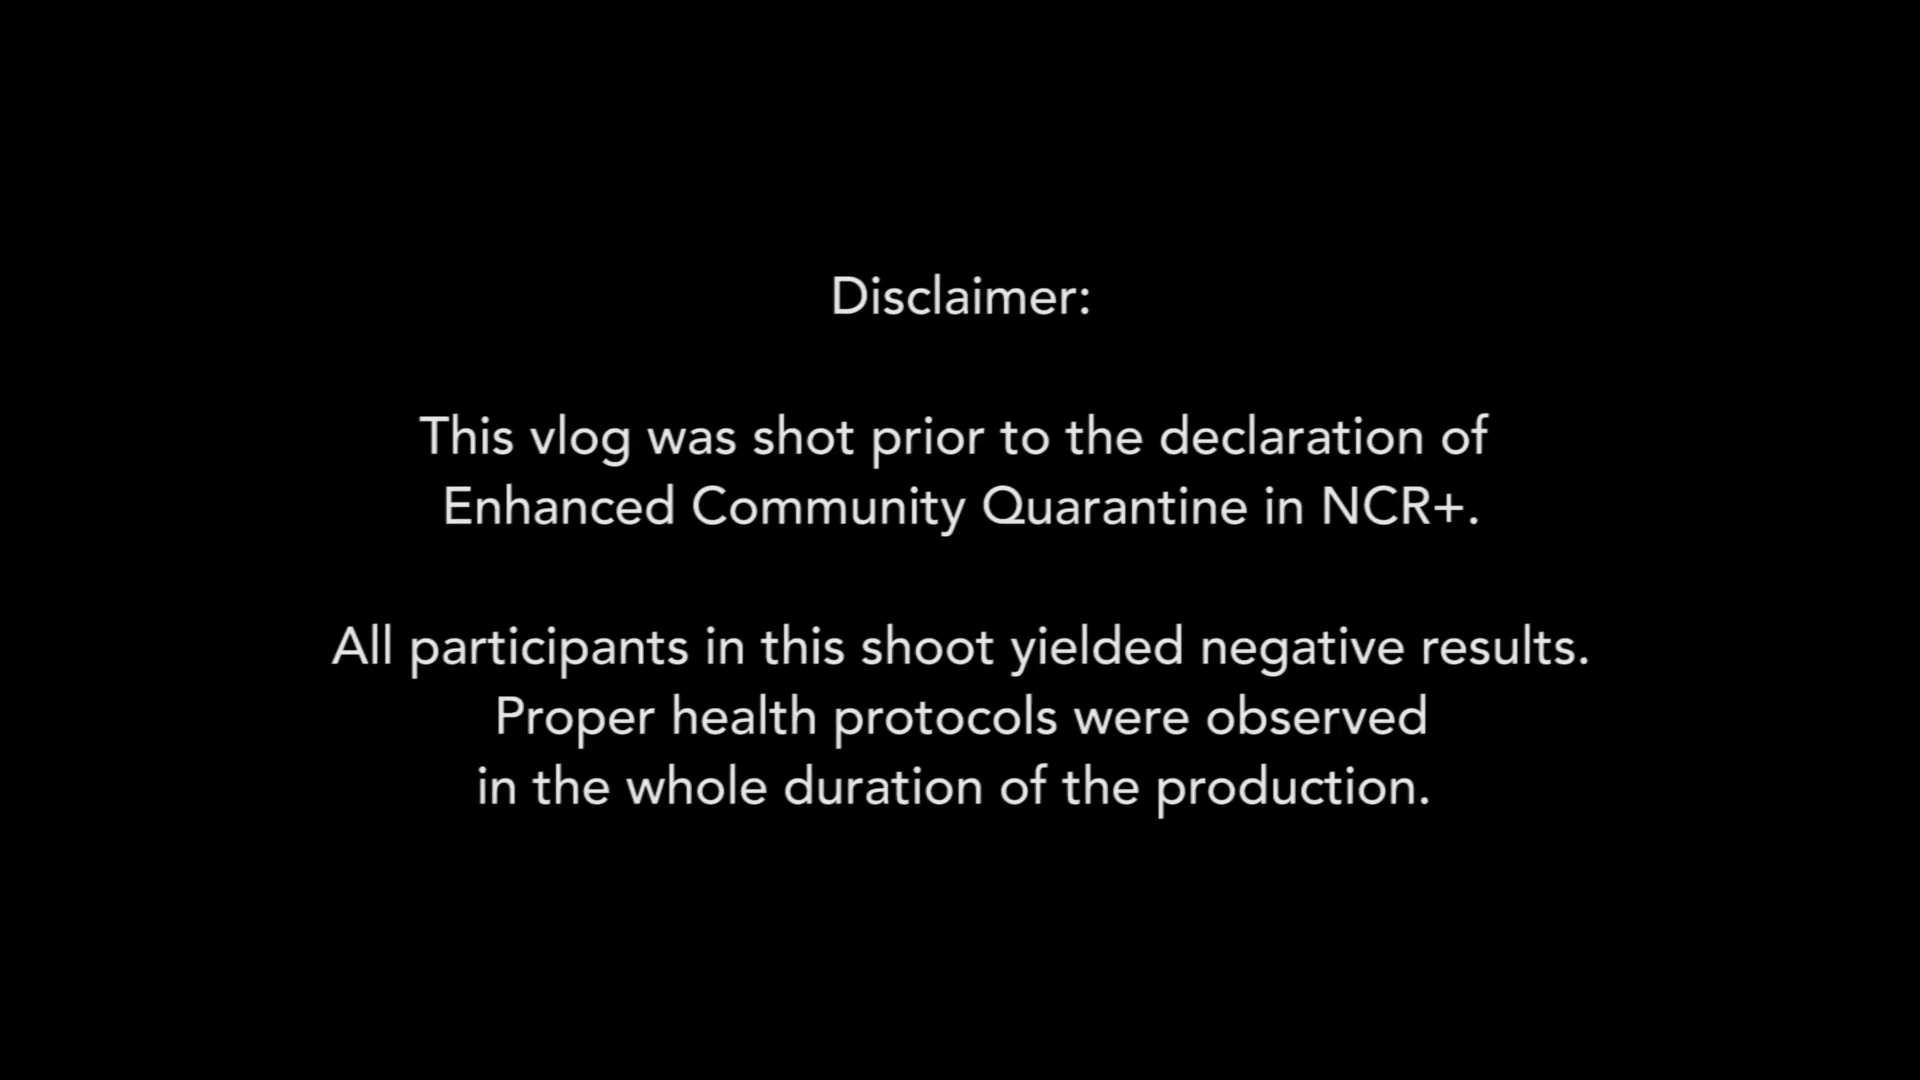 Disclaimer:
This vlog was shot prior to the declaration of
Enhanced Community Quarantine in NCR+.
All participants in this shoot yielded negative results.
Proper health protocols were observed
in the whole duration of the production.